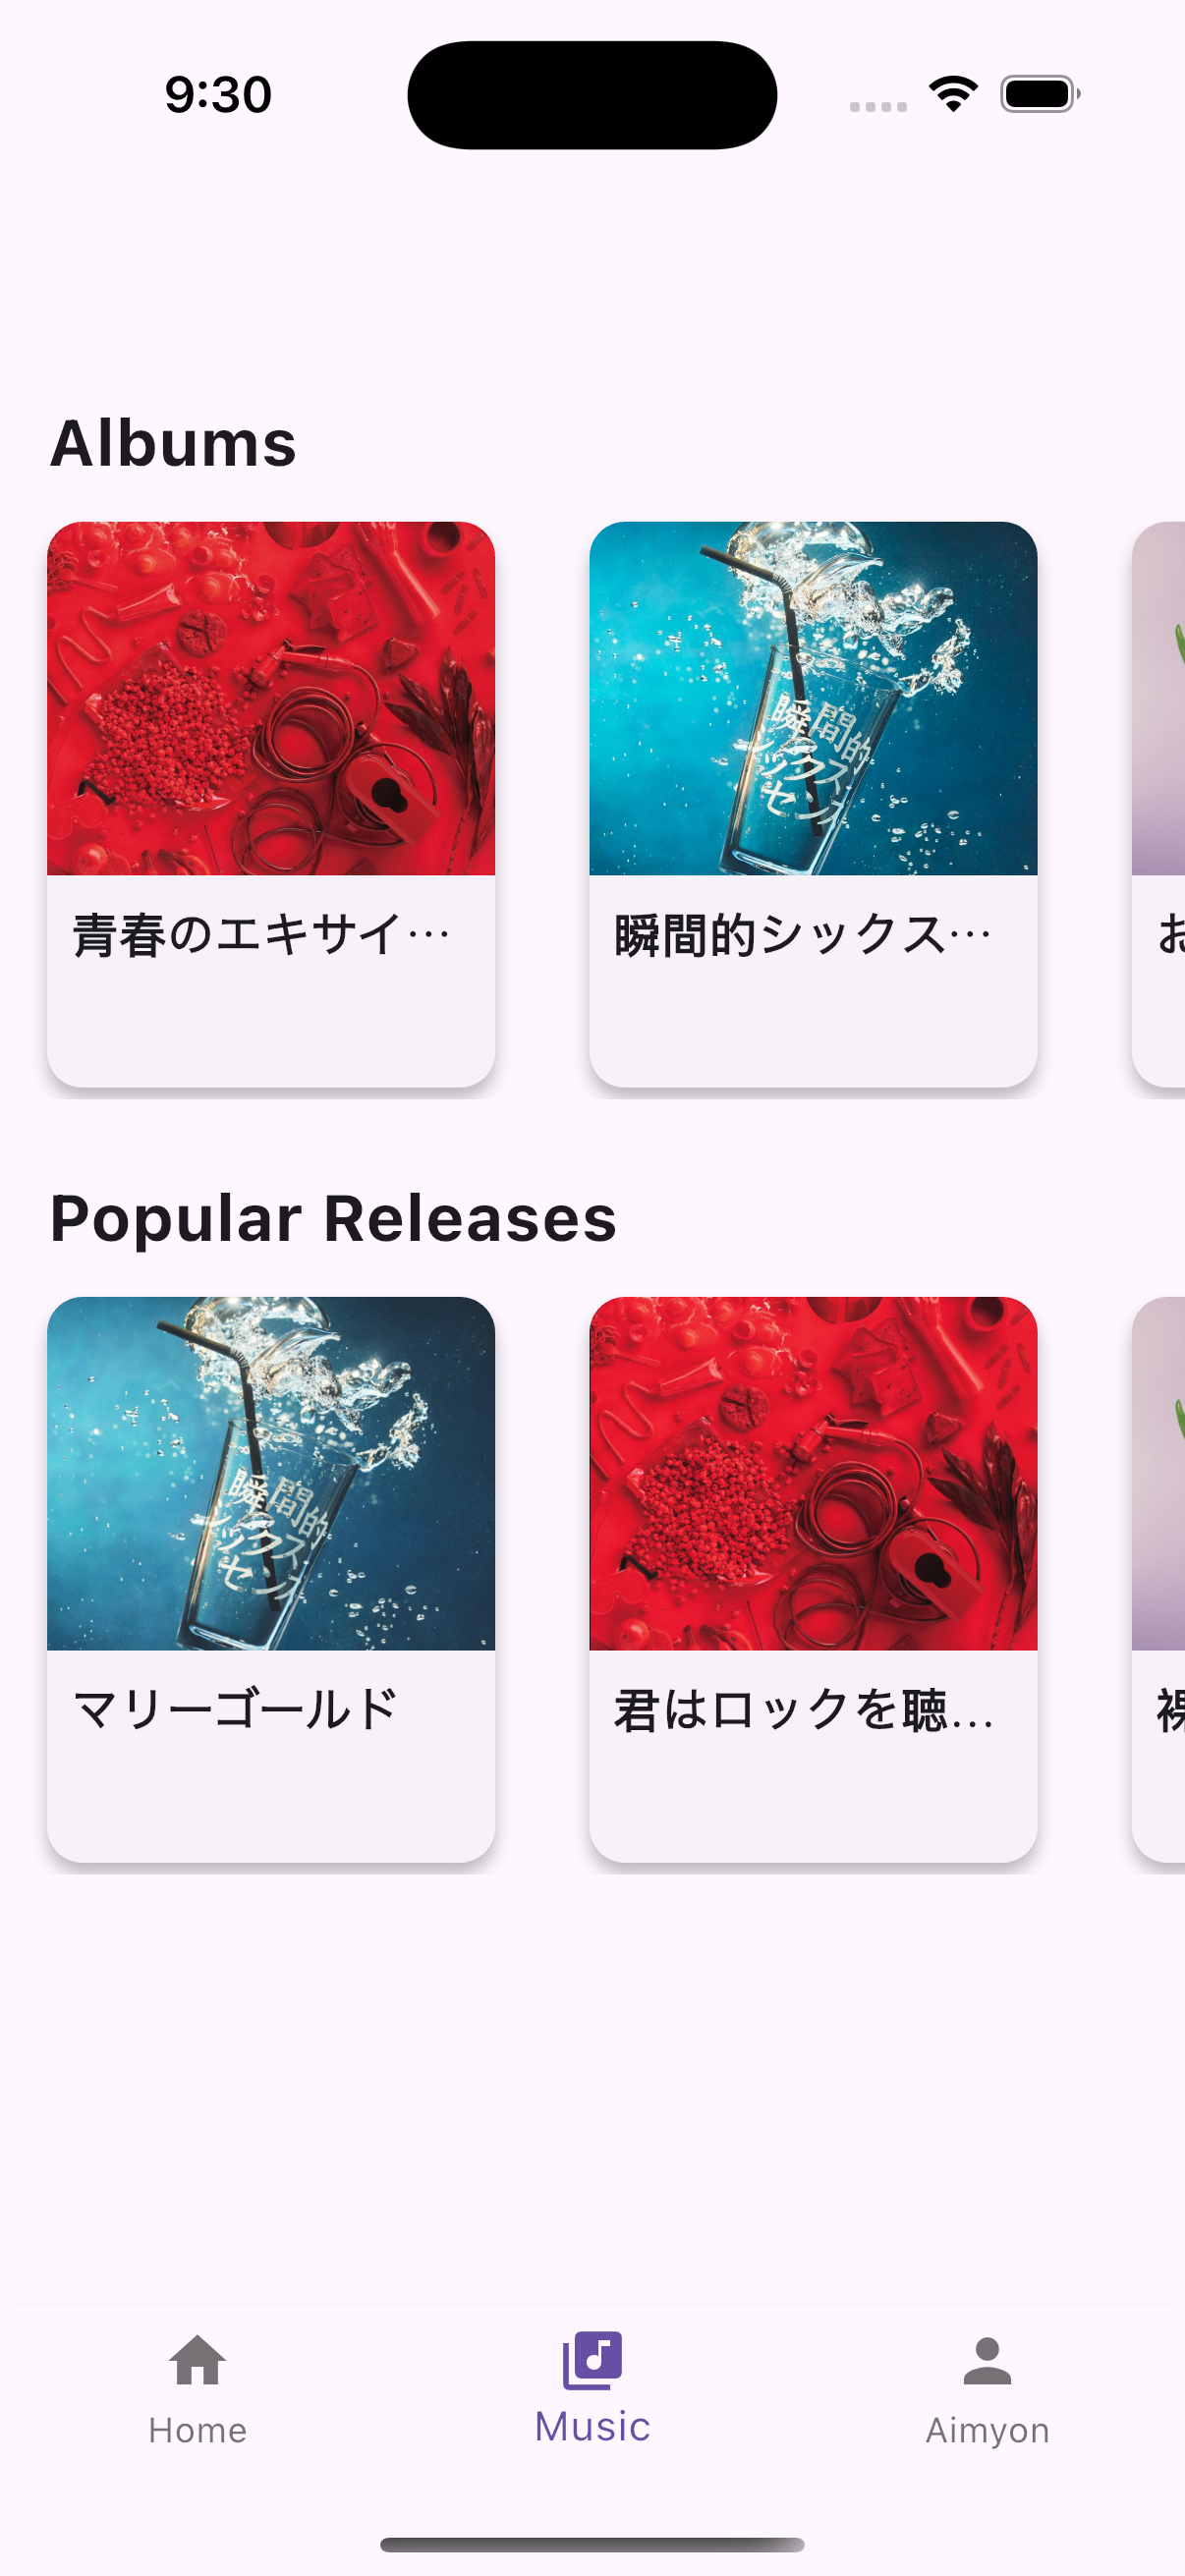 9:30
Albums
瞬間的
シックス
センス
青春のエキサイ…
瞬間的シックス…
お
Popular Releases
瞬間的
シックス
センス
マリーゴールド
君はロックを聴...
裸
Home
Music
Aimyon